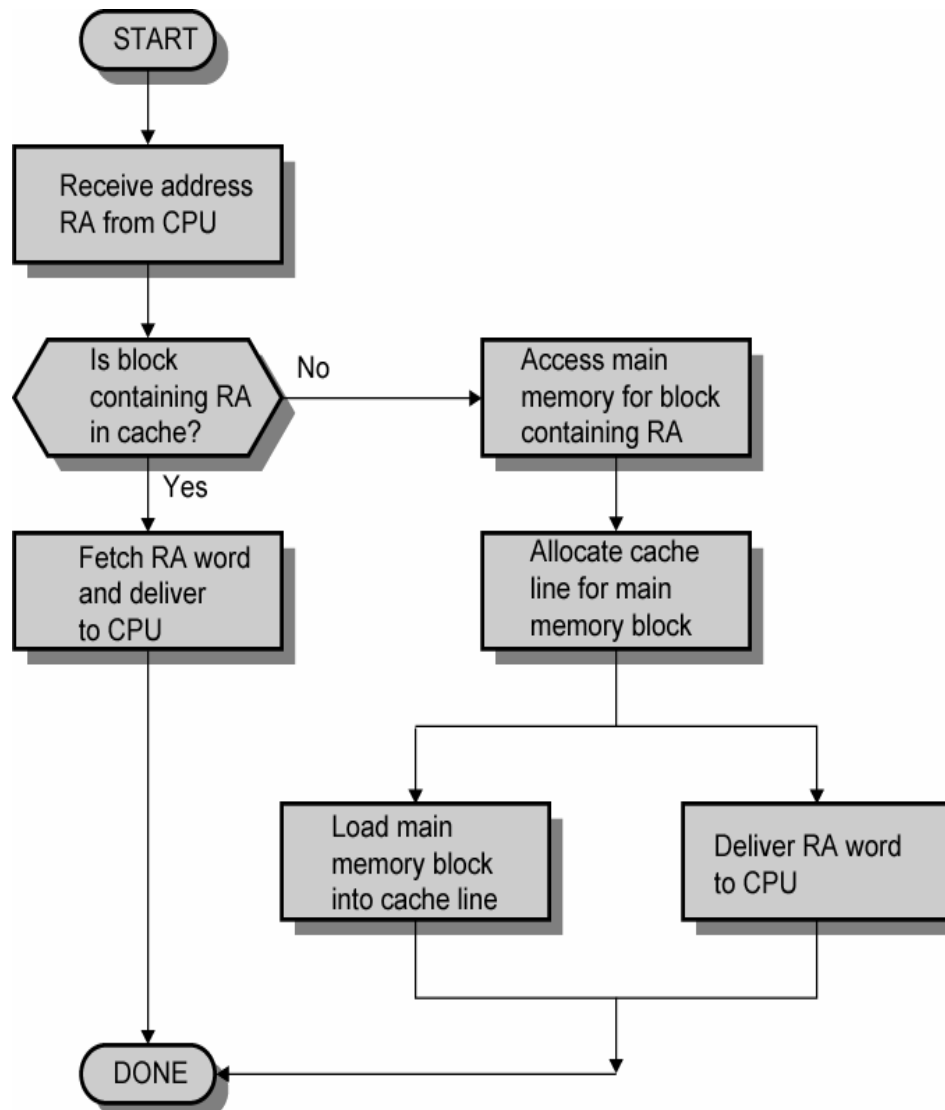 START
Receive address
RA from CPU
Is block
containing RA
in cache?
No
Access main
memory for block
containing RA
Yes
Fetch RA word
and deliver
to CPU
Allocate cache
line for main
memory block
Load main
memory block
into cache line
Deliver RA word
to CPU
DONE